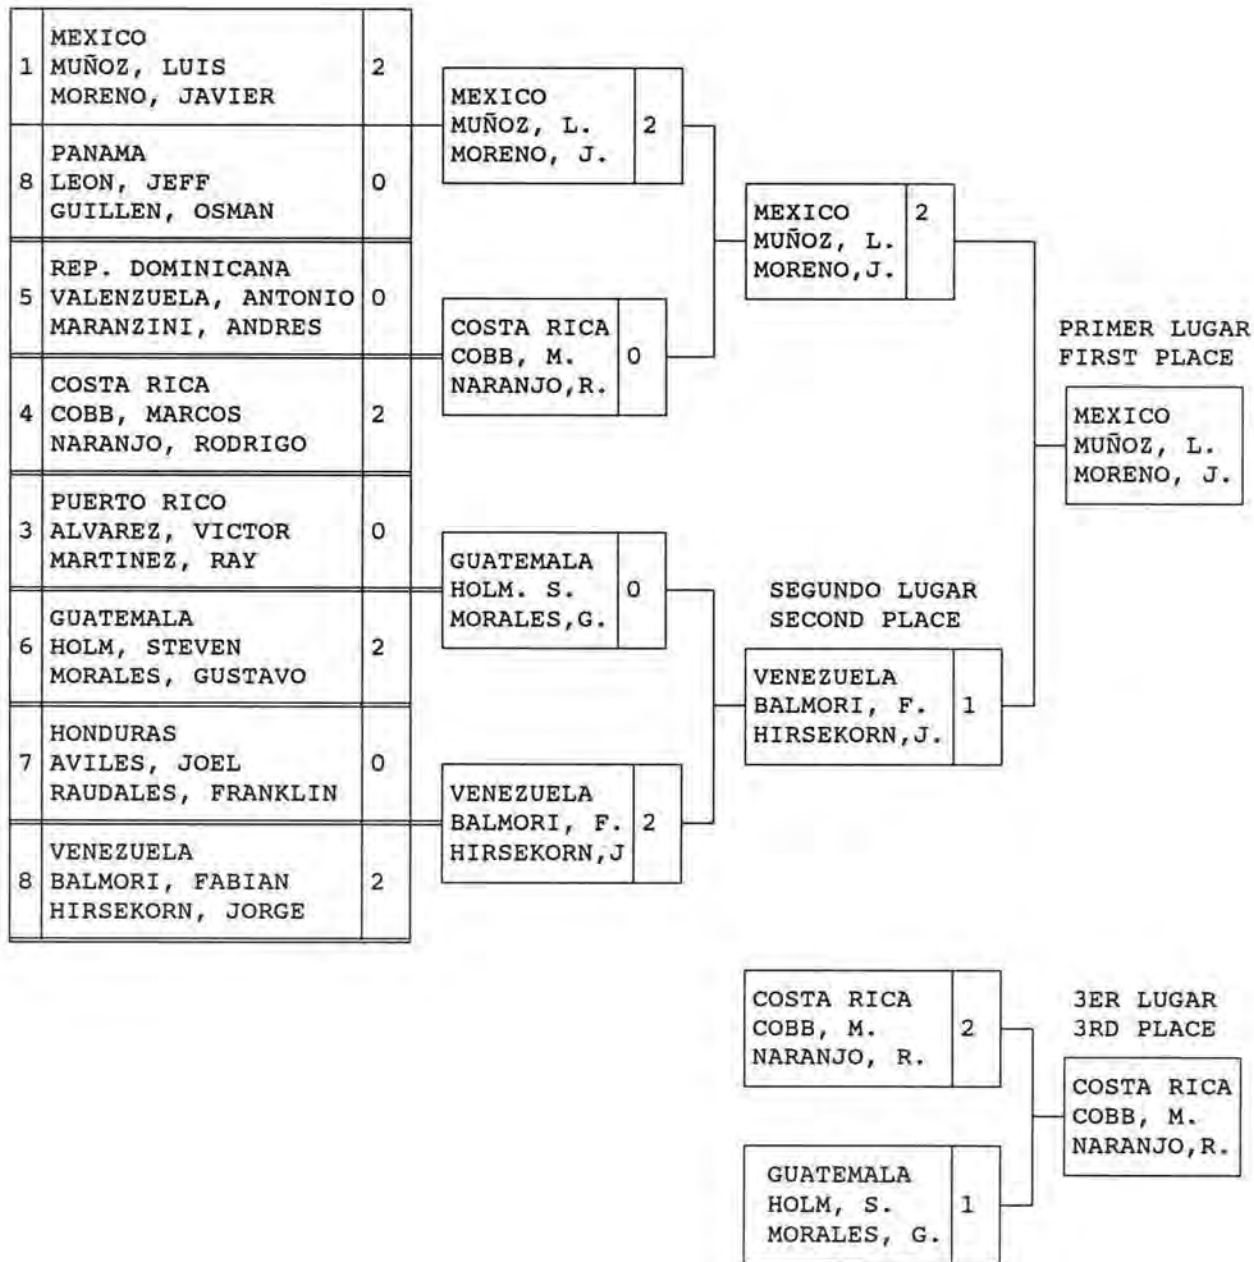 MEXICO
1 MUÑOZ, LUIS 2
MORENO, JAVIER
PANAMA
8 LEON, JEFF 0
GUILLEN, OSMAN
REP. DOMINICANA
5 VALENZUELA, ANTONIO 0
MARANZINI, ANDRES
COSTA RICA
4 COBB, MARCOS 2
NARANJO, RODRIGO
PUERTO RICO
3 ALVAREZ, VICTOR 0
MARTINEZ, RAY
GUATEMALA
6 HOLM, STEVEN 2
MORALES, GUSTAVO
HONDURAS
7 AVILES, JOEL 0
RAUDALES, FRANKLIN
VENEZUELA
8 BALMORI, FABIAN 2
HIRSEKORN, JORGE
MEXICO
MUÑOZ, L. 2
MORENO, J.
COSTA RICA
COBB, M. 0
NARANJO,R.
GUATEMALA
HOLM. S. 0
MORALES,G.
VENEZUELA
BALMORI, F. 2
HIRSEKORN,J
MEXICO 2
MUÑOZ, L.
MORENO,J.
SEGUNDO LUGAR
SECOND PLACE
VENEZUELA
BALMORI, F. 1
HIRSEKORN,J.
PRIMER LUGAR
FIRST PLACE
MEXICO
MUÑOZ, L.
MORENO, J.
COSTA RICA
COBB, M. 2
NARANJO, R.
GUATEMALA
HOLM, S. 1
MORALES, G.
3ER LUGAR
3RD PLACE
COSTA RICA
COBB, M.
NARANJO,R.